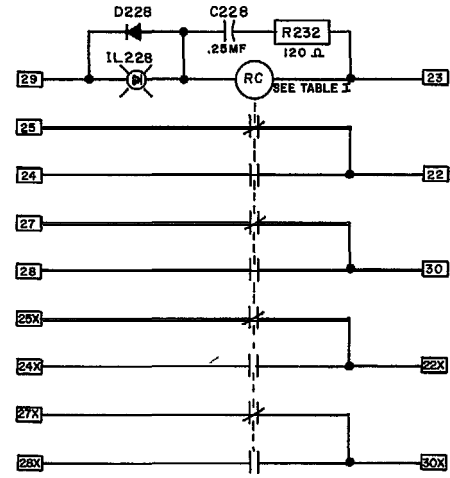 D228 C228 R232
.25MF 120 Ω
IL228
29 RC 23
SEE TABLE I
25
24 22
27
28 30
25X
24X 22X
27X
28X 30X